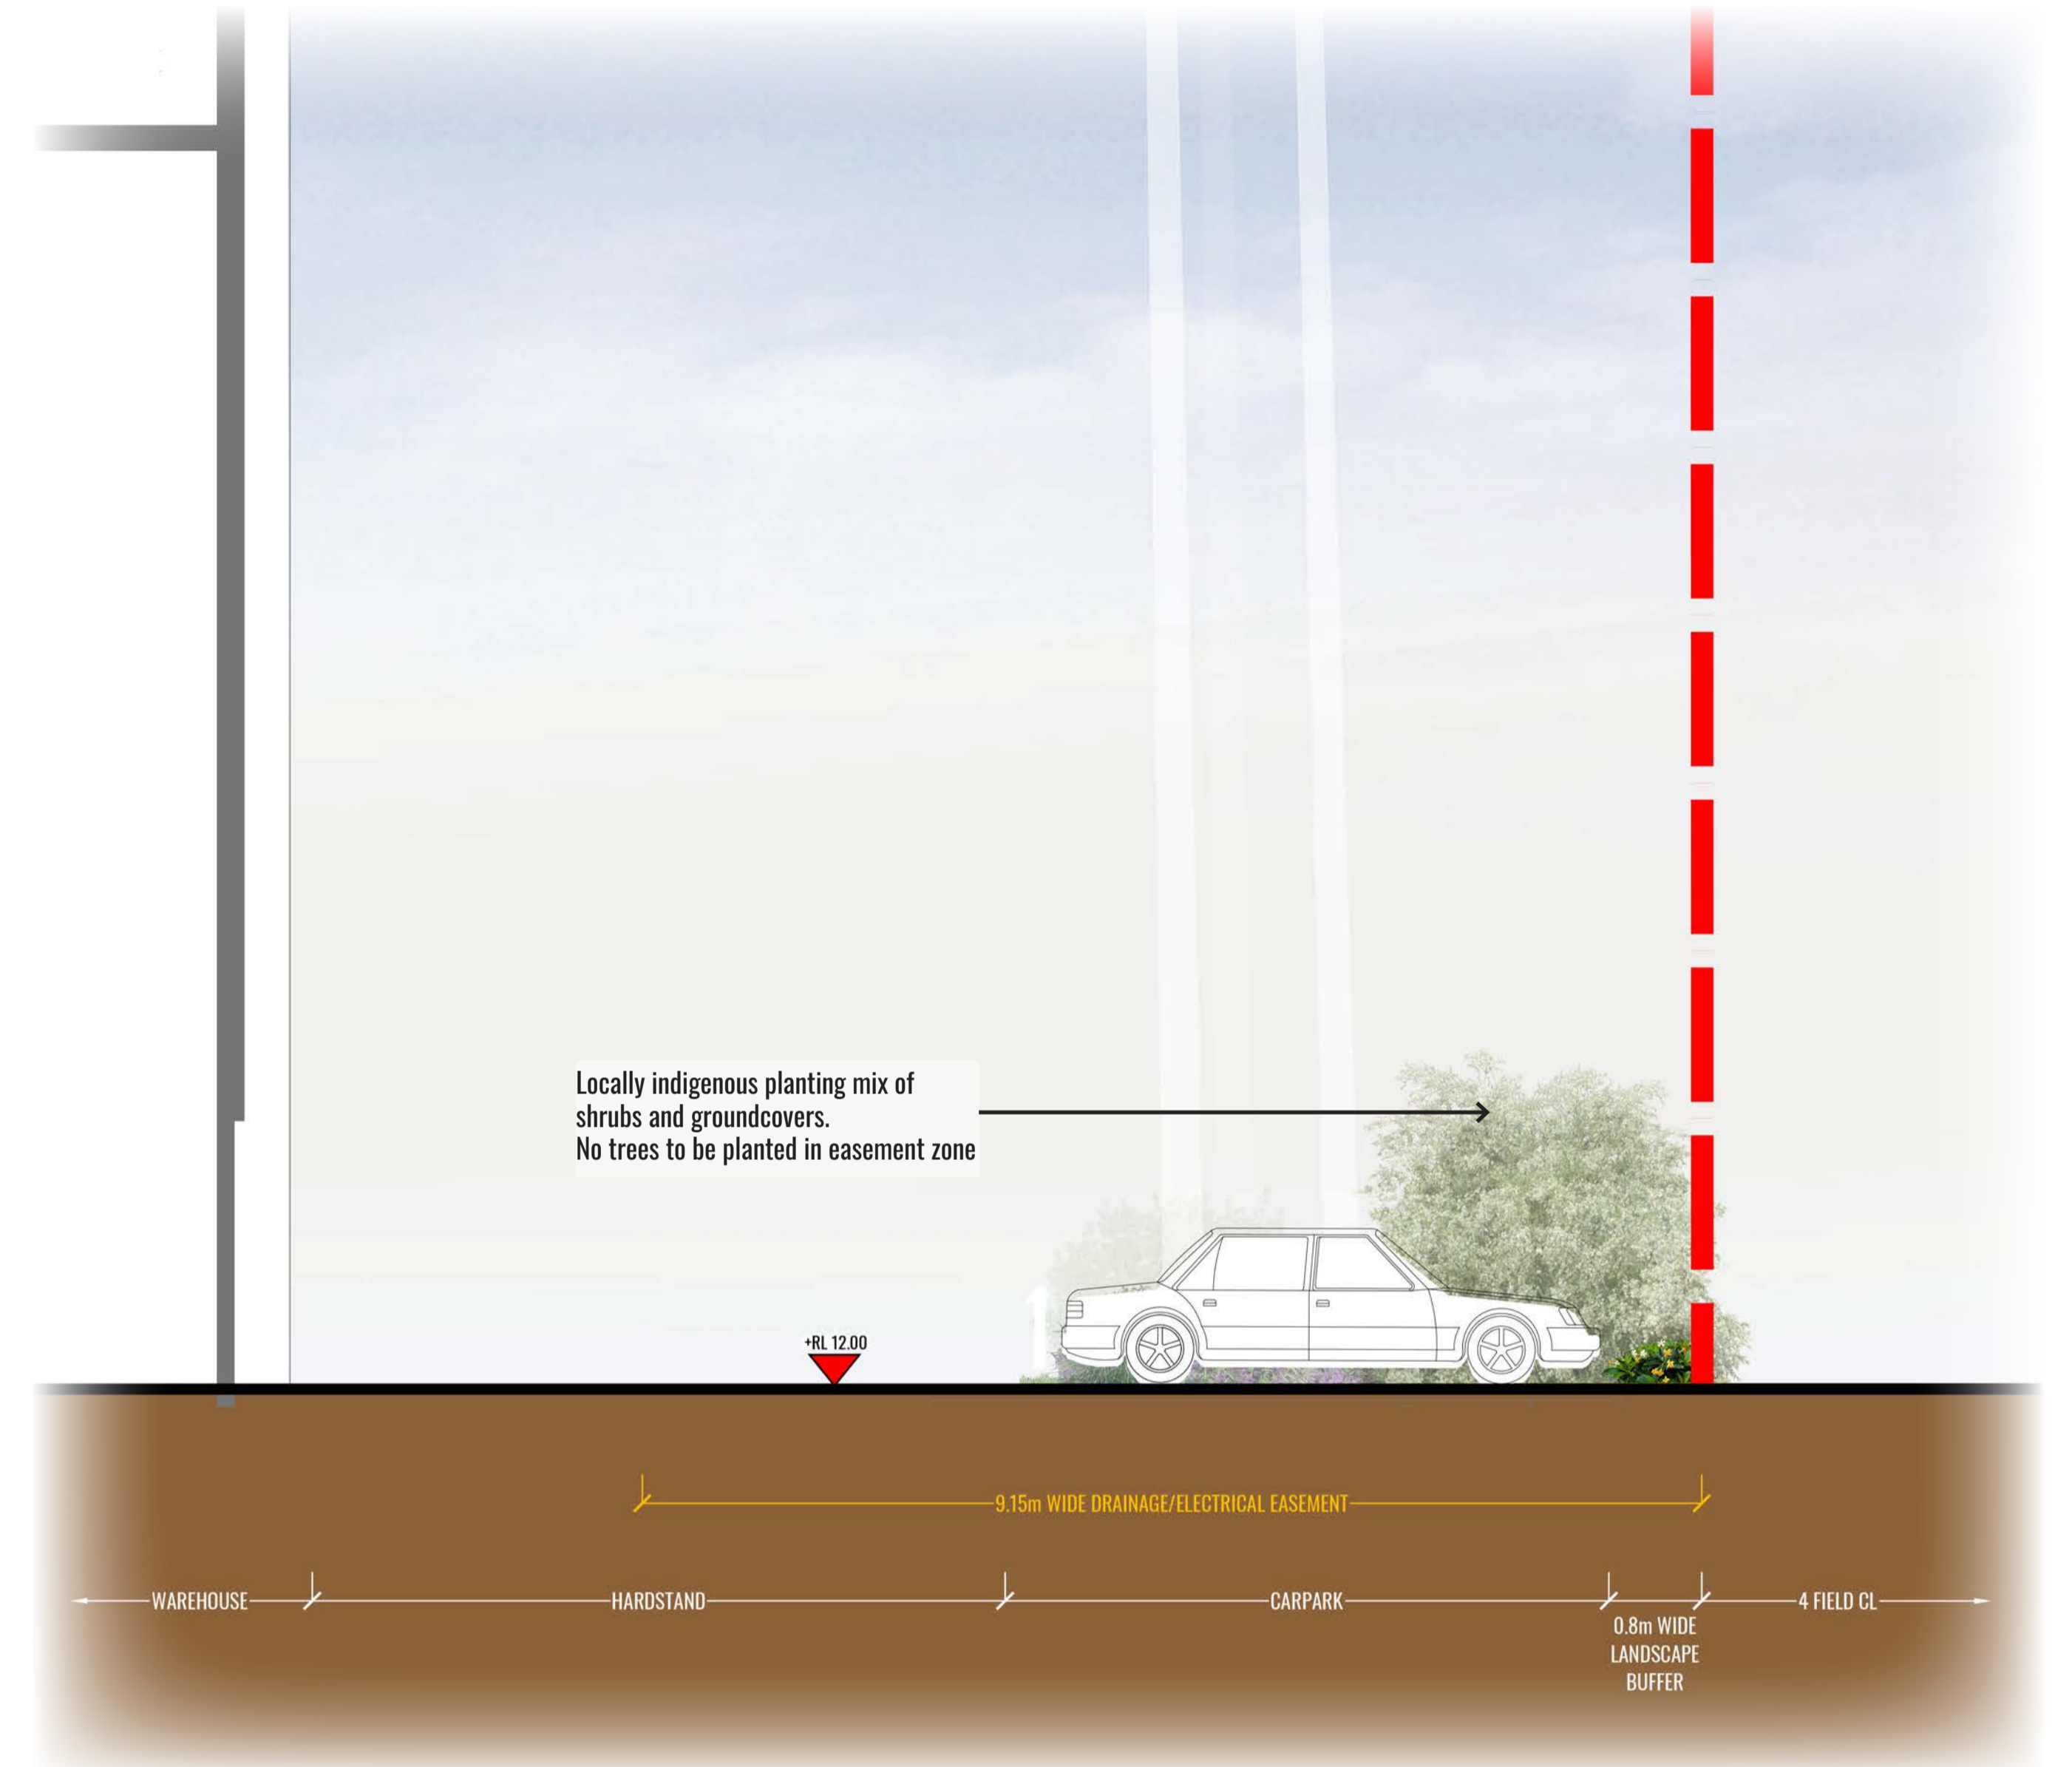 Locally indigenous planting mix of
shrubs and groundcovers.
No trees to be planted in easement zone
+RL 12.00
9.15m WIDE DRAINAGE/ELECTRICAL EASEMENT
WAREHOUSE
HARDSTAND
CARPARK
4 FIELD CL
0.8m WIDE
LANDSCAPE
BUFFER